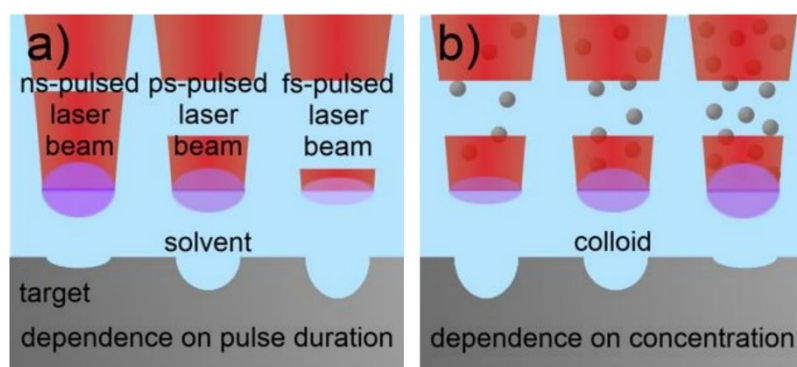 a)
ns-pulsed ps-pulsed fs-pulsed
laser laser laser
beam beam beam
solvent
target
dependence on pulse duration
b)
colloid
dependence on concentration